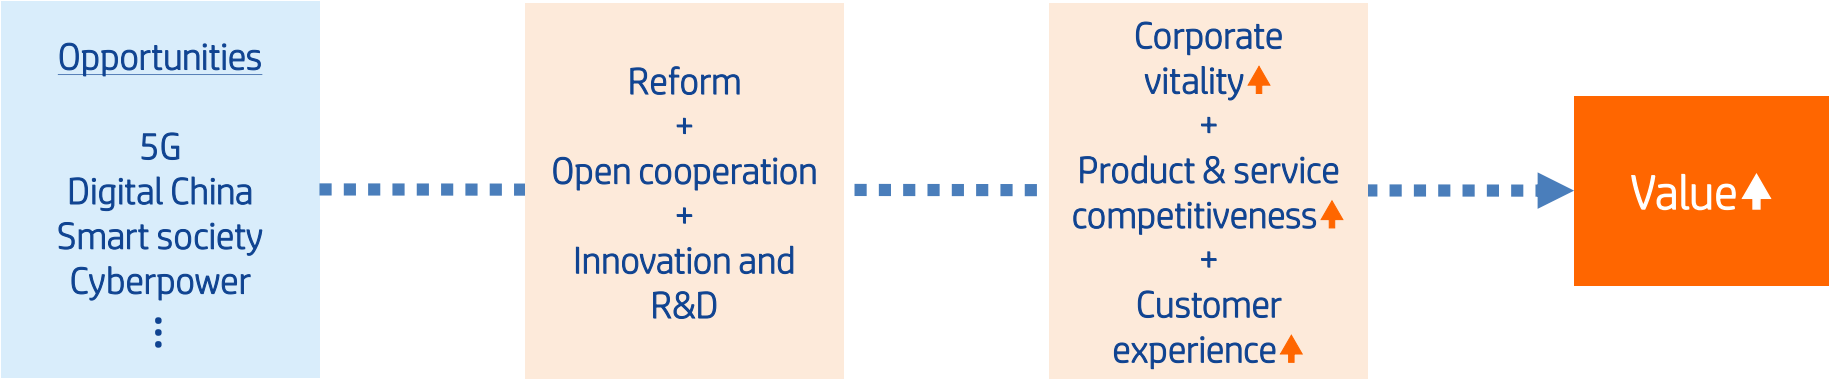 Opportunities
5G
Digital China
Smart society
Cyberpower
Reform
+
Open cooperation
+
Innovation and
R&D
Corporate
vitality
+
Product & service
competitiveness
+
Customer
experience
Value